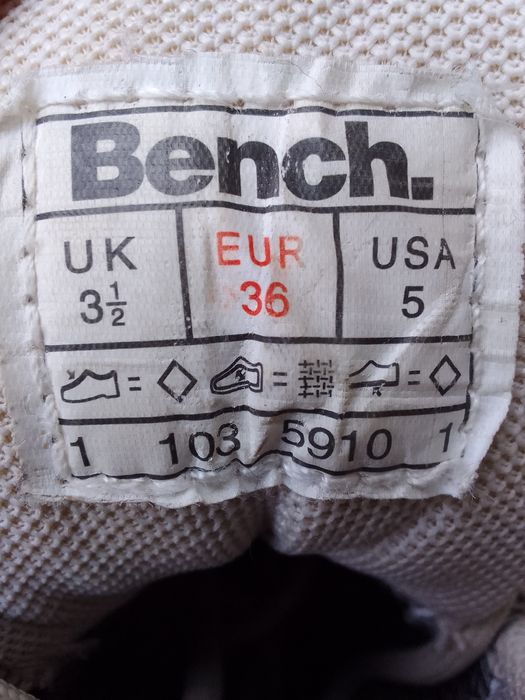 Bench.
UK EUR USA
3½ 36 5
= = =
1 103 5910 1